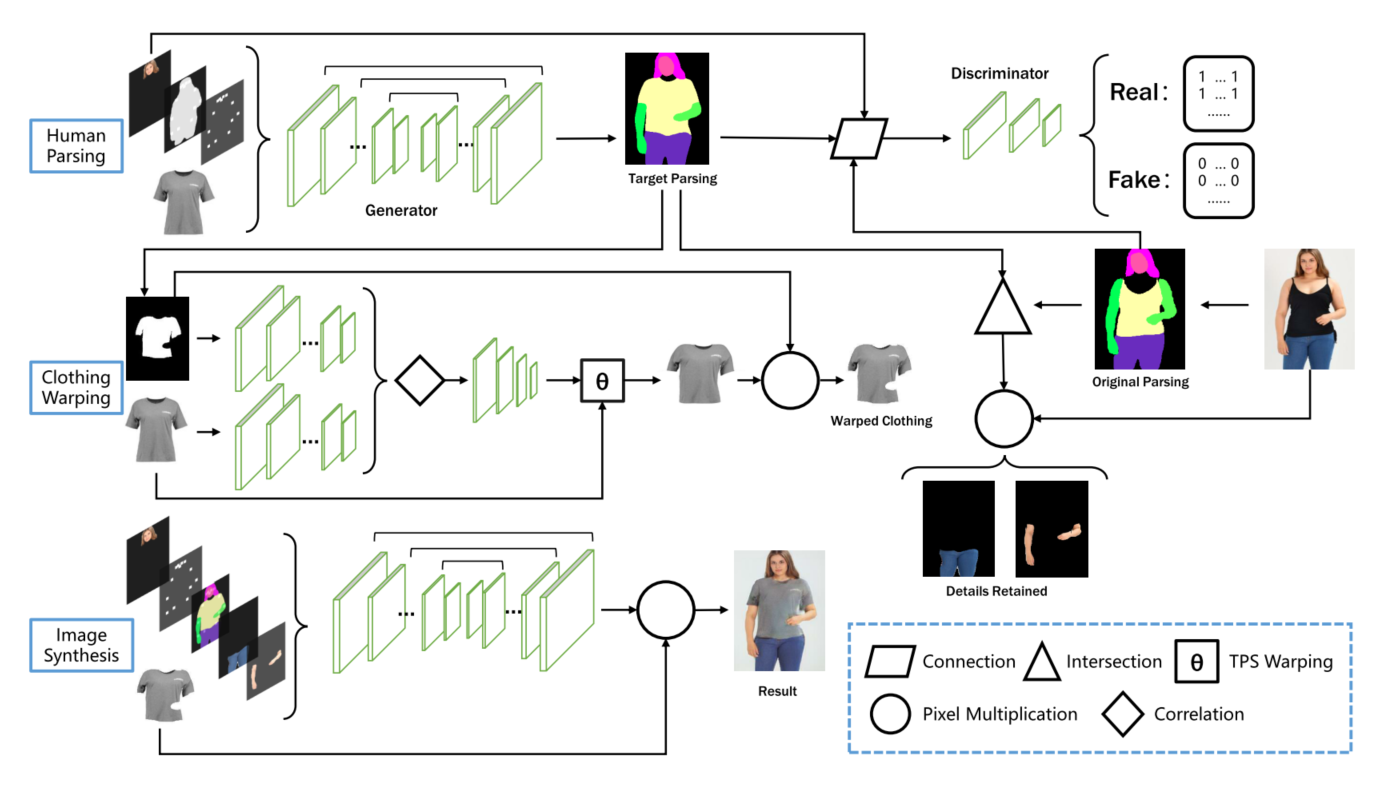 Human
Parsing
Generator
Target Parsing
Discriminator
Real:
1 ... 1
1 ... 1
......
Fake:
0 ... 0
0 ... 0
......
Clothing
Warping
...
...
θ
Warped Clothing
Original Parsing
Details Retained
Image
Synthesis
...
...
Result
Connection
Intersection
θ
TPS Warping
Pixel Multiplication
Correlation